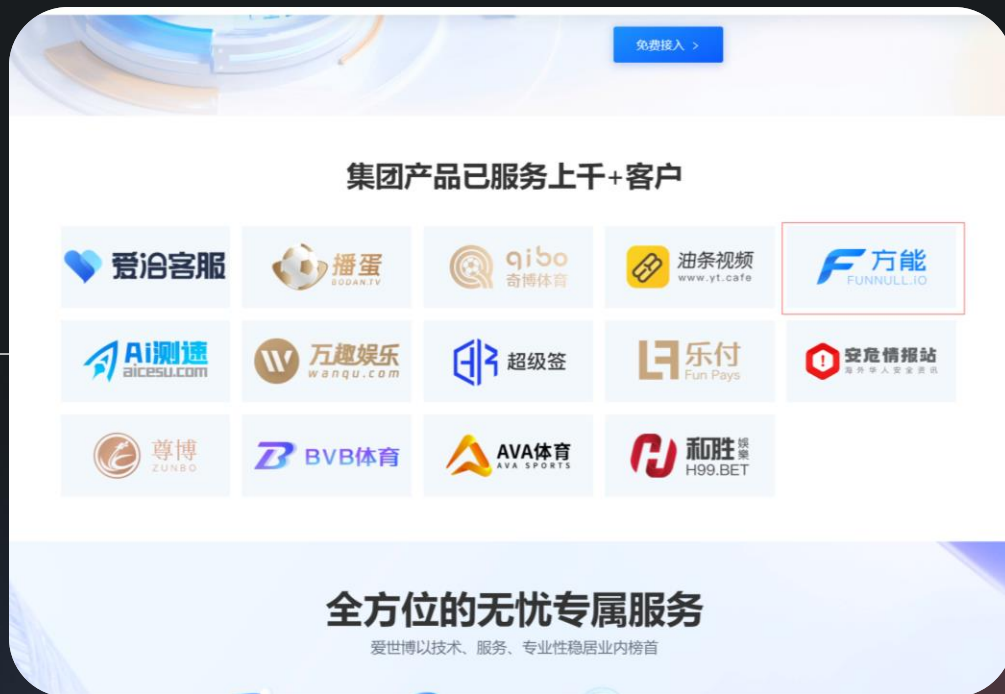 免费接入 >
集团产品已服务上千+客户
爱洽客服
播蛋
BODAN.TV
qibo
奇博体育
油条视频
www.yt.cafe
方能
FUNNULL.IO
Ai测速
aicesu.com
万趣娱乐
wanqu.com
超级签
乐付
Fun Pays
安危情报站
海外华人安全资讯
尊博
ZUNBO
BVB体育
AVA体育
AVA SPORTS
和胜娱樂
H99.BET
全方位的无忧专属服务
爱世博以技术、服务、专业性稳居业内榜首